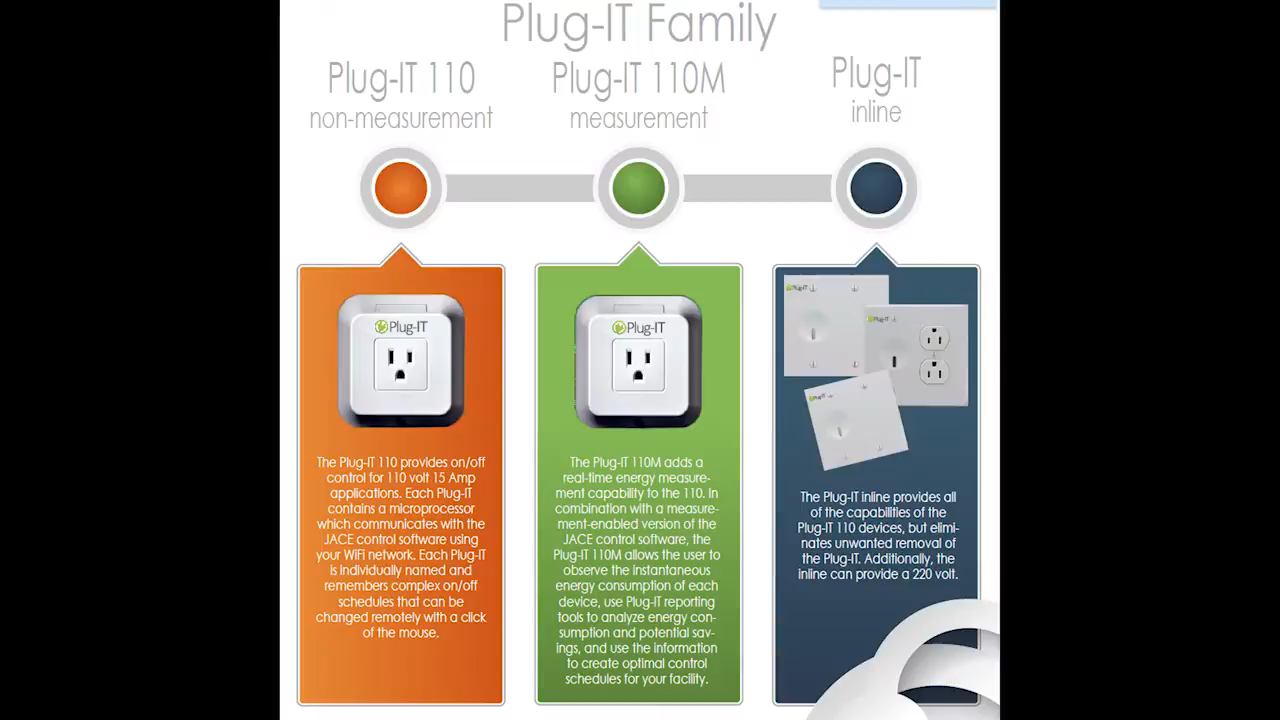 Plug-IT Family
Plug-IT 110
non-measurement
Plug-IT 110M
measurement
Plug-IT
inline
Plug-IT
The Plug-IT 110 provides on/off
control for 110 volt 15 Amp
applications. Each Plug-IT
contains a microprocessor
which communicates with the
JACE control software using
your WiFi network. Each Plug-IT
is individually named and
remembers complex on/off
schedules that can be
changed remotely with a click
of the mouse.
Plug-IT
The Plug-IT 110M adds a
real-time energy measure-
ment capability to the 110. In
combination with a measure-
ment-enabled version of the
JACE control software, the
Plug-IT 110M allows the user to
observe the instantaneous
energy consumption of each
device, use Plug-IT reporting
tools to analyze energy con-
sumption and potential sav-
ings, and use the information
to create optimal control
schedules for your facility.
Plug-IT
Plug-IT
Plug-IT
The Plug-IT inline provides all
of the capabilities of the
Plug-IT 110 devices, but elimi-
nates unwanted removal of
the Plug-IT. Additionally, the
inline can provide a 220 volt.